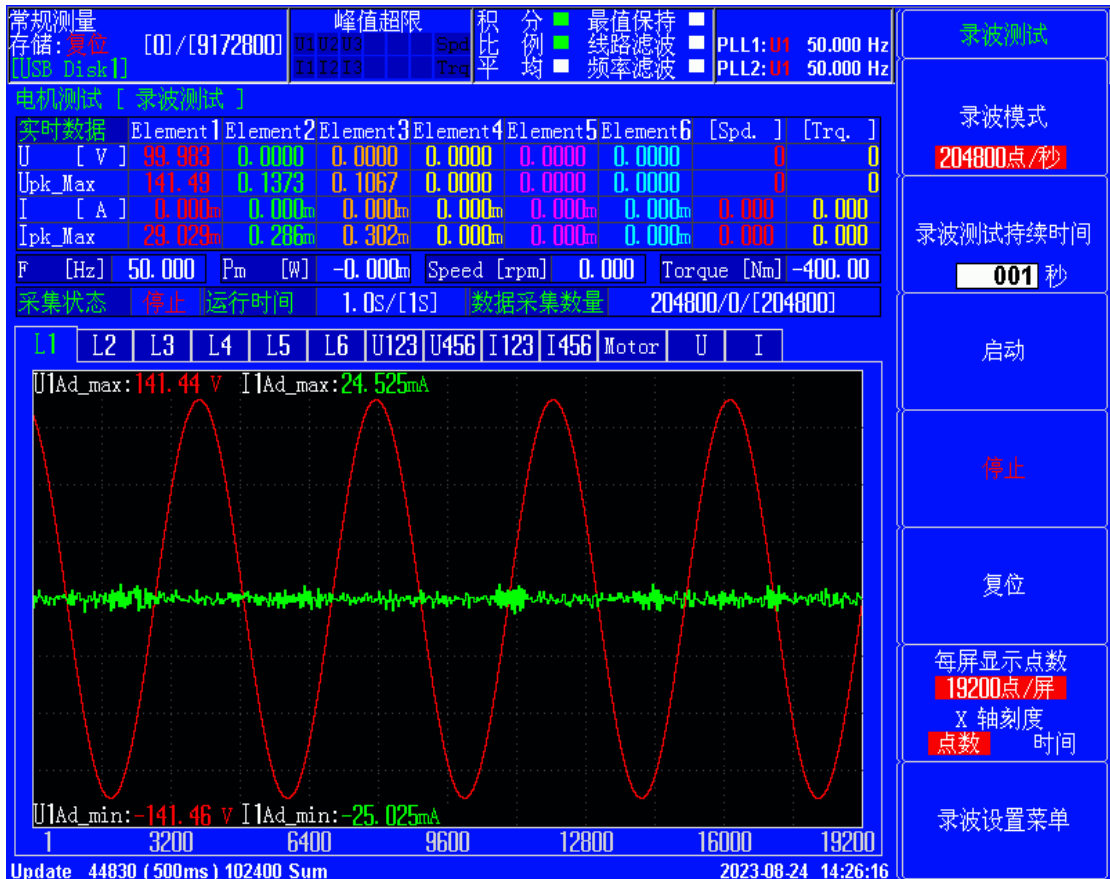 常规测量
存储:复位 [0]/[9172800]
[USB Disk1]
峰值超限
U1 U2 U3 Spd
I1 I2 I3 Trq
积 分 最值保持
比 例 线路滤波
平 均 频率滤波
PLL1:U1 50.000 Hz
PLL2:U1 50.000 Hz
电机测试 [ 录波测试 ]
实时数据 Element1 Element2 Element3 Element4 Element5 Element6 [Spd. ] [Trq. ]
U [ V ] 99.983 0.0000 0.0000 0.0000 0.0000 0.0000 0 0
Upk_Max 141.49 0.1373 0.1067 0.0000 0.0000 0.0000 0 0
I [ A ] 0.000m 0.000m 0.000m 0.000m 0.000m 0.000m 0.000 0.000
Ipk_Max 29.029m 0.286m 0.302m 0.000m 0.000m 0.000m 0.000 0.000
F [Hz] 50.000 Pm [W] -0.000m Speed [rpm] 0.000 Torque [Nm] -400.00
采集状态 停止 运行时间 1.0S/[1S] 数据采集数量 204800/0/[204800]
L1 L2 L3 L4 L5 L6 U123 U456 I123 I456 Motor U I
U1Ad_max:141.44 V I1Ad_max:24.525mA
U1Ad_min:-141.46 V I1Ad_min:-25.025mA
1 3200 6400 9600 12800 16000 19200
Update 44830 (500ms) 102400 Sum 2023-08-24 14:26:16
录波测试
录波模式
204800点/秒
录波测试持续时间
001 秒
启动
停止
复位
每屏显示点数
19200点/屏
X 轴刻度
点数 时间
录波设置菜单